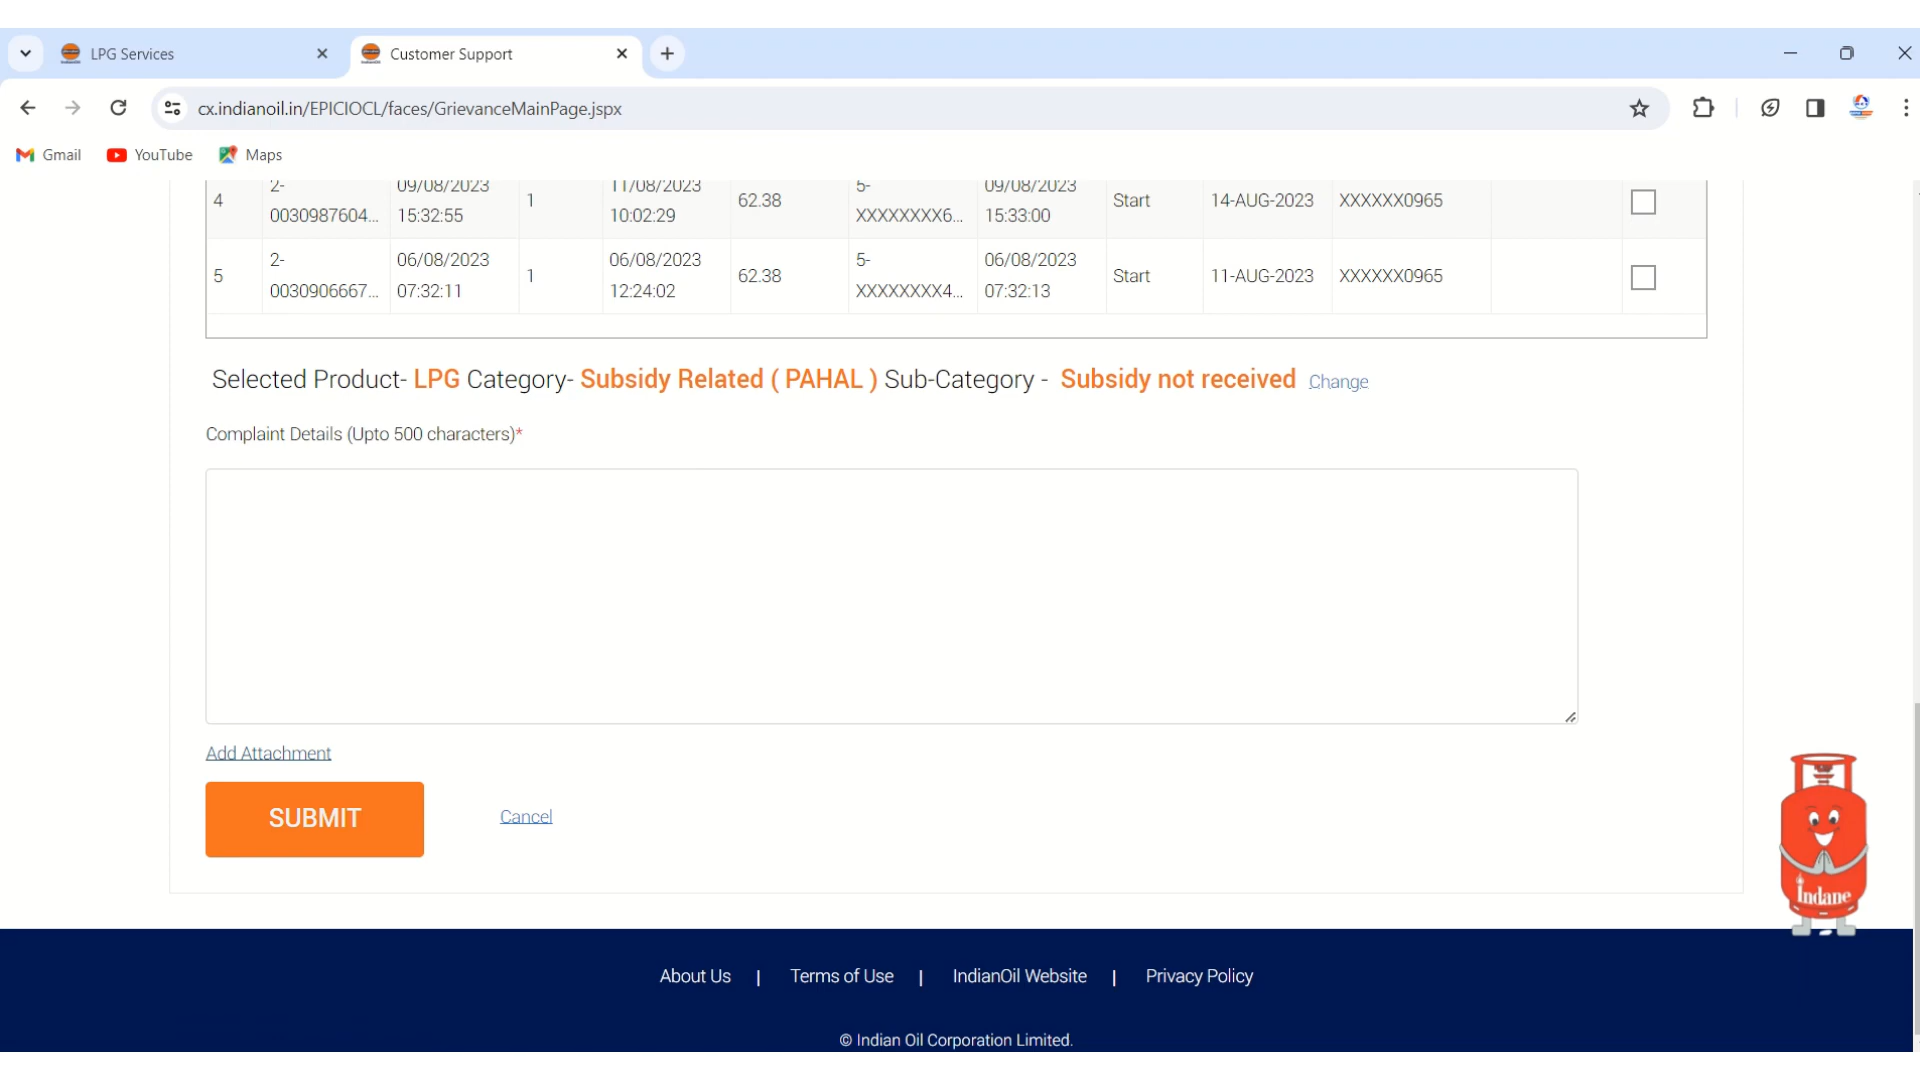 LPG Services
Customer Support
cx.indianoil.in/EPICIOCL/faces/GrievanceMainPage.jspx
Gmail
YouTube
Maps
4 2-0030987604... 09/08/2023 15:32:55 1 11/08/2023 10:02:29 62.38 5-XXXXXXXX6... 09/08/2023 15:33:00 Start 14-AUG-2023 XXXXXX0965
5 2-0030906667... 06/08/2023 07:32:11 1 06/08/2023 12:24:02 62.38 5-XXXXXXXX4... 06/08/2023 07:32:13 Start 11-AUG-2023 XXXXXX0965
Selected Product- LPG Category- Subsidy Related ( PAHAL ) Sub-Category - Subsidy not received Change
Complaint Details (Upto 500 characters)*
Add Attachment
SUBMIT
Cancel
Indane
About Us | Terms of Use | IndianOil Website | Privacy Policy
© Indian Oil Corporation Limited.